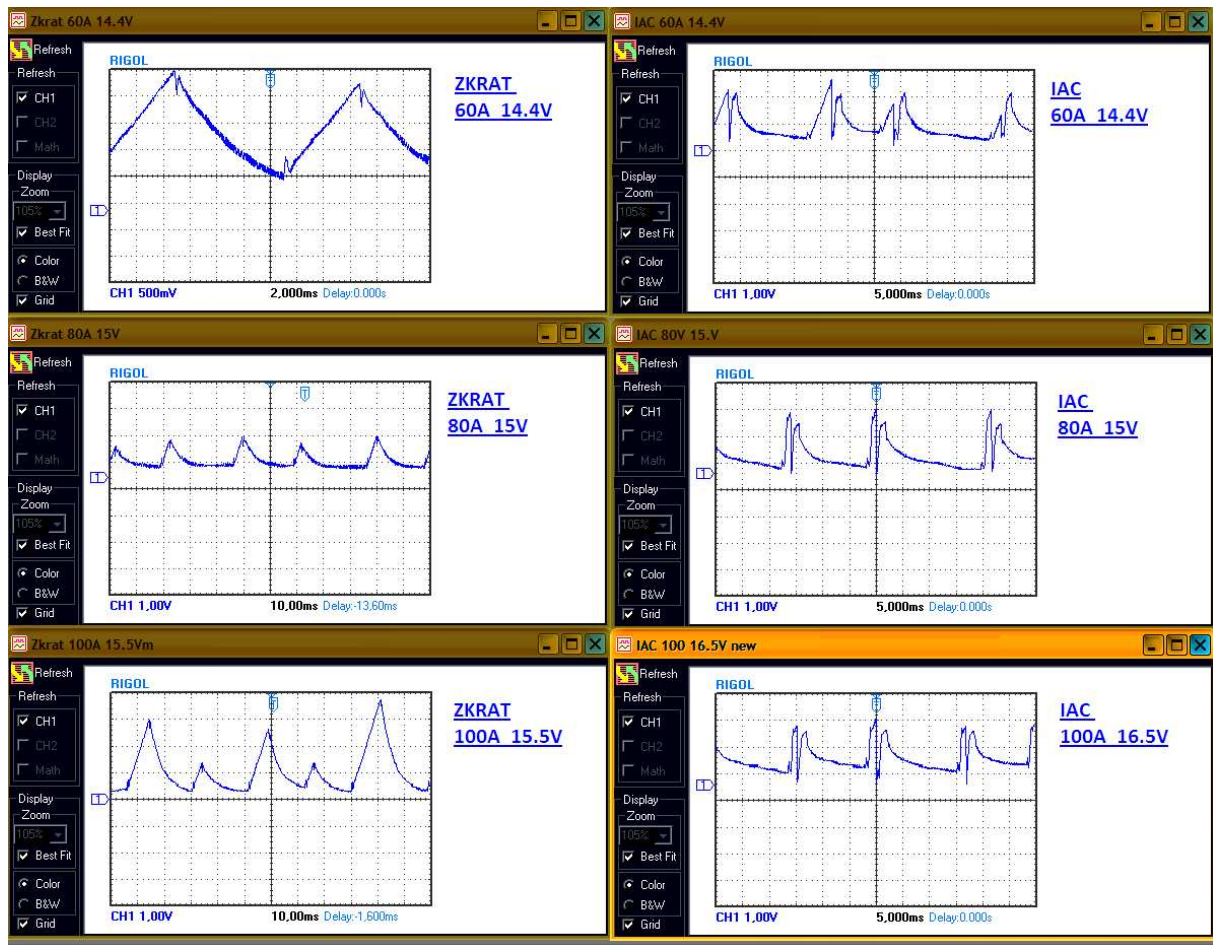 Zkrat 60A 14.4V
Refresh
Refresh
CH1
CH2
Math
Display
Zoom
105%
Best Fit
Color
B&W
Grid
RIGOL
1
T
CH1 500mV 2,000ms Delay:0.000s
ZKRAT
60A 14.4V
IAC 60A 14.4V
Refresh
Refresh
CH1
CH2
Math
Display
Zoom
105%
Best Fit
Color
B&W
Grid
RIGOL
1
T
CH1 1,00V 5,000ms Delay:0.000s
IAC
60A 14.4V
Zkrat 80A 15V
Refresh
Refresh
CH1
CH2
Math
Display
Zoom
105%
Best Fit
Color
B&W
Grid
RIGOL
T
1
CH1 1,00V 10,00ms Delay:-13,60ms
ZKRAT
80A 15V
IAC 80V 15.V
Refresh
Refresh
CH1
CH2
Math
Display
Zoom
105%
Best Fit
Color
B&W
Grid
RIGOL
T
1
CH1 1,00V 5,000ms Delay:0.000s
IAC
80A 15V
Zkrat 100A 15.5Vm
Refresh
Refresh
CH1
CH2
Math
Display
Zoom
105%
Best Fit
Color
B&W
Grid
RIGOL
T
1
CH1 1,00V 10,00ms Delay:-1,600ms
ZKRAT
100A 15.5V
IAC 100 16.5V new
Refresh
Refresh
CH1
CH2
Math
Display
Zoom
105%
Best Fit
Color
B&W
Grid
RIGOL
T
1
CH1 1,00V 5,000ms Delay:0.000s
IAC
100A 16.5V